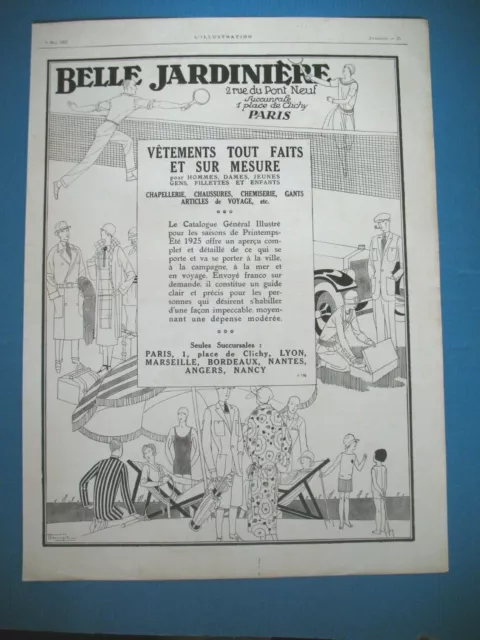 L'ILLUSTRATION
BELLE JARDINIÈRE
2 rue du Pont Neuf
Succursale
1 place de Clichy
PARIS
VÊTEMENTS TOUT FAITS
ET SUR MESURE
pour HOMMES, DAMES, JEUNES
GENS, FILLETTES ET ENFANTS
CHAPELLERIE, CHAUSSURES, CHEMISERIE, GANTS
ARTICLES de VOYAGE, etc.
Le Catalogue Général Illustré
pour les saisons de Printemps-
Eté 1925 offre un aperçu com-
plet et détaillé de ce qui se
porte et va se porter à la ville,
à la campagne, à la mer et
en voyage. Envoyé franco sur
demande, il constitue un guide
clair et précis pour les per-
sonnes qui désirent s'habiller
d'une façon impeccable, moyen-
nant une dépense modérée.
Seules Succursales :
PARIS, 1, place de Clichy, LYON,
MARSEILLE, BORDEAUX, NANTES,
ANGERS, NANCY